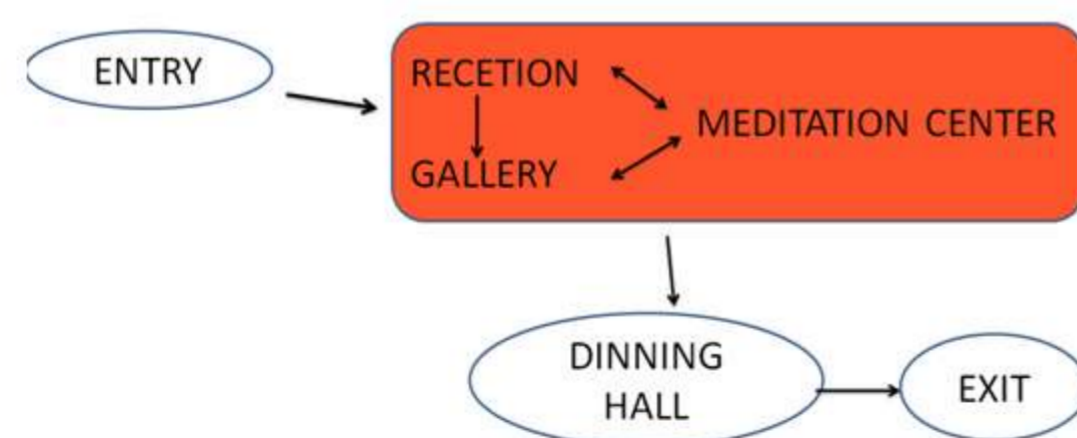 ENTRY
RECETION
MEDITATION CENTER
GALLERY
DINNING
HALL
EXIT